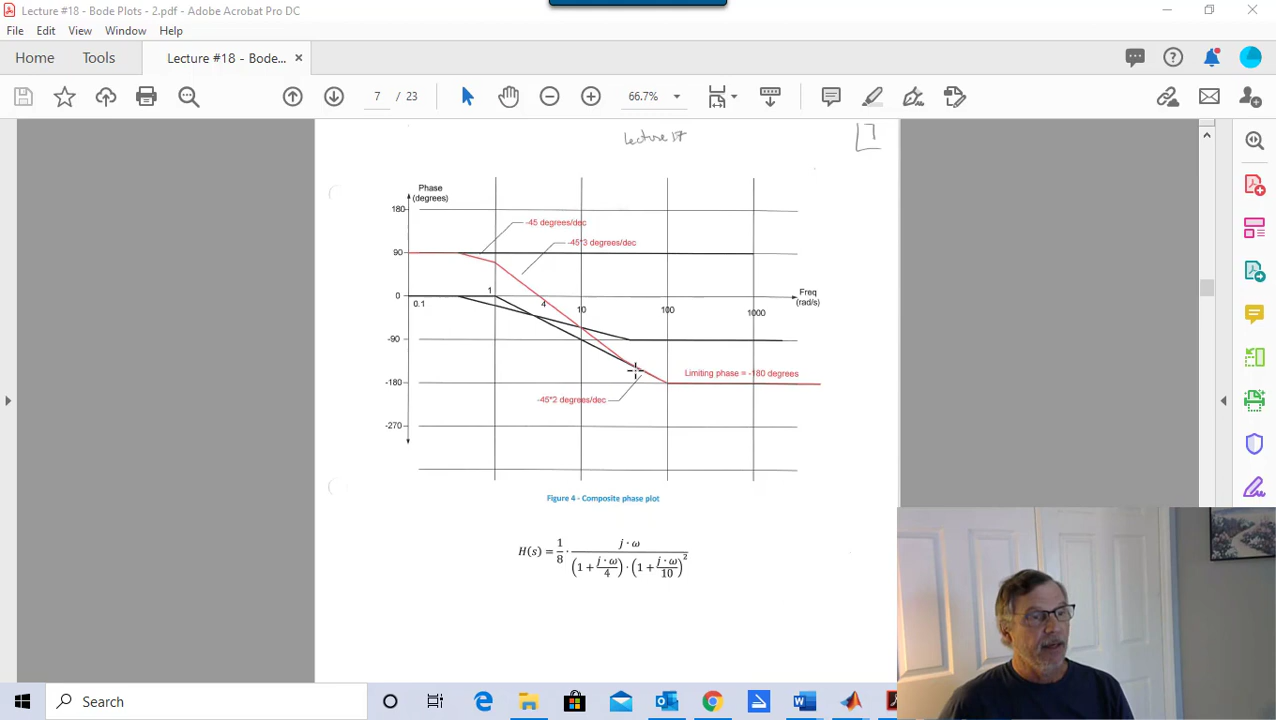 Lecture #18 - Bode Plots - 2.pdf - Adobe Acrobat Pro DC
File Edit View Window Help
Home Tools Lecture #18 - Bode... ×
7 / 23 66.7%
Lecture 17
7
Phase
(degrees)
180
-45 degrees/dec
-45*3 degrees/dec
90
1
Freq
(rad/s)
0
0.1 4 10 100 1000
-90
Limiting phase = -180 degrees
-180
-45*2 degrees/dec
-270
Figure 4 - Composite phase plot
H(s) = 1/8 · j · ω / ((1 + j · ω/4) · (1 + j · ω/10)²)
Search